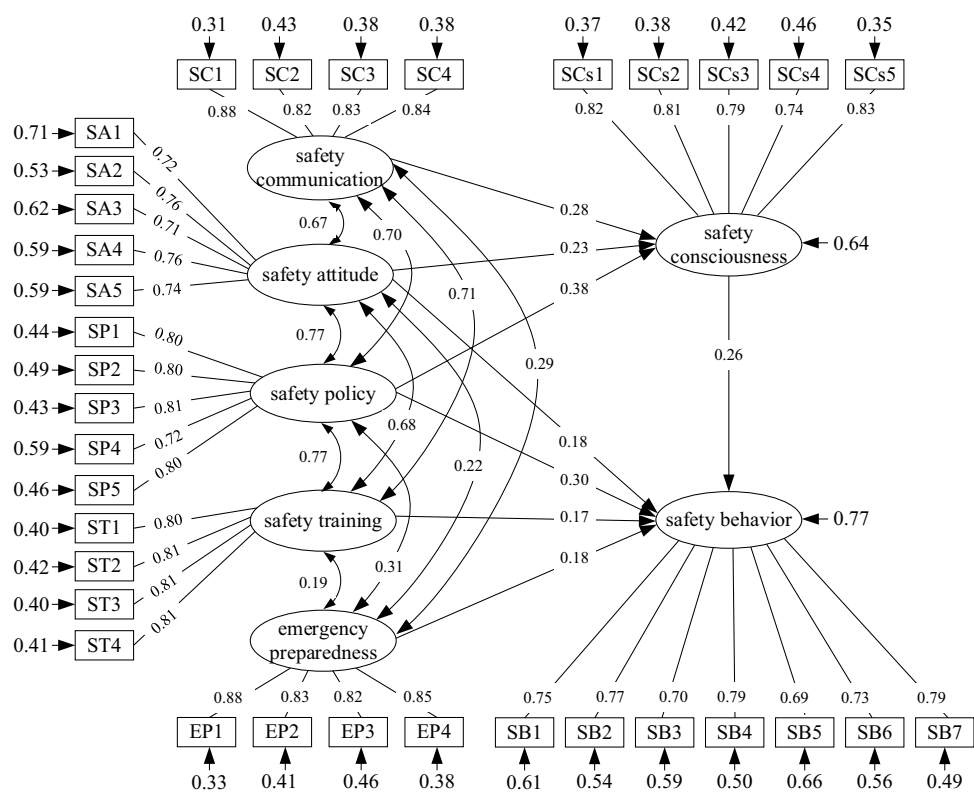 0.31 0.43 0.38 0.38 0.37 0.38 0.42 0.46 0.35
SC1 SC2 SC3 SC4 SCs1 SCs2 SCs3 SCs4 SCs5
0.88 0.82 0.83 0.84 0.82 0.81 0.79 0.74 0.83
0.71 SA1 0.72
0.53 SA2 0.76
0.62 SA3 0.71
0.59 SA4 0.76
0.59 SA5 0.74
0.44 SP1 0.80
0.49 SP2 0.80
0.43 SP3 0.81
0.59 SP4 0.72
0.46 SP5 0.80
0.40 ST1 0.80
0.42 ST2 0.81
0.40 ST3 0.81
0.41 ST4 0.81
safety
communication
0.67
safety attitude
0.77
safety policy
0.77
safety training
0.19
emergency
preparedness
0.70
0.71
0.29
0.68
0.22
0.31
0.28
0.23
0.38
0.18
0.30
0.17
0.18
safety
consciousness
0.64
0.26
safety behavior
0.77
0.88 0.83 0.82 0.85 0.75 0.77 0.70 0.79 0.69 0.73 0.79
EP1 EP2 EP3 EP4 SB1 SB2 SB3 SB4 SB5 SB6 SB7
0.33 0.41 0.46 0.38 0.61 0.54 0.59 0.50 0.66 0.56 0.49